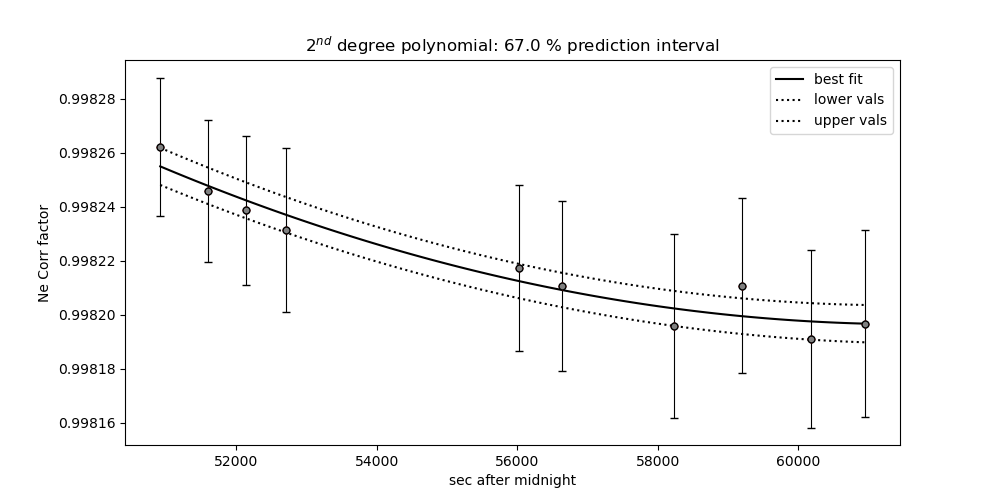 2nd degree polynomial: 67.0 % prediction interval
best fit
lower vals
upper vals
Ne Corr factor
0.99828
0.99826
0.99824
0.99822
0.99820
0.99818
0.99816
52000 54000 56000 58000 60000
sec after midnight